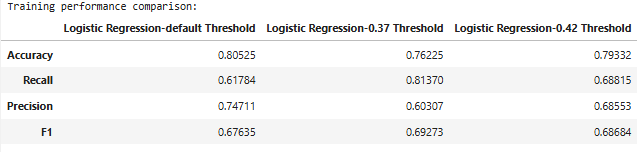 Training performance comparison:
Logistic Regression-default Threshold Logistic Regression-0.37 Threshold Logistic Regression-0.42 Threshold
Accuracy 0.80525 0.76225 0.79332
Recall 0.61784 0.81370 0.68815
Precision 0.74711 0.60307 0.68553
F1 0.67635 0.69273 0.68684